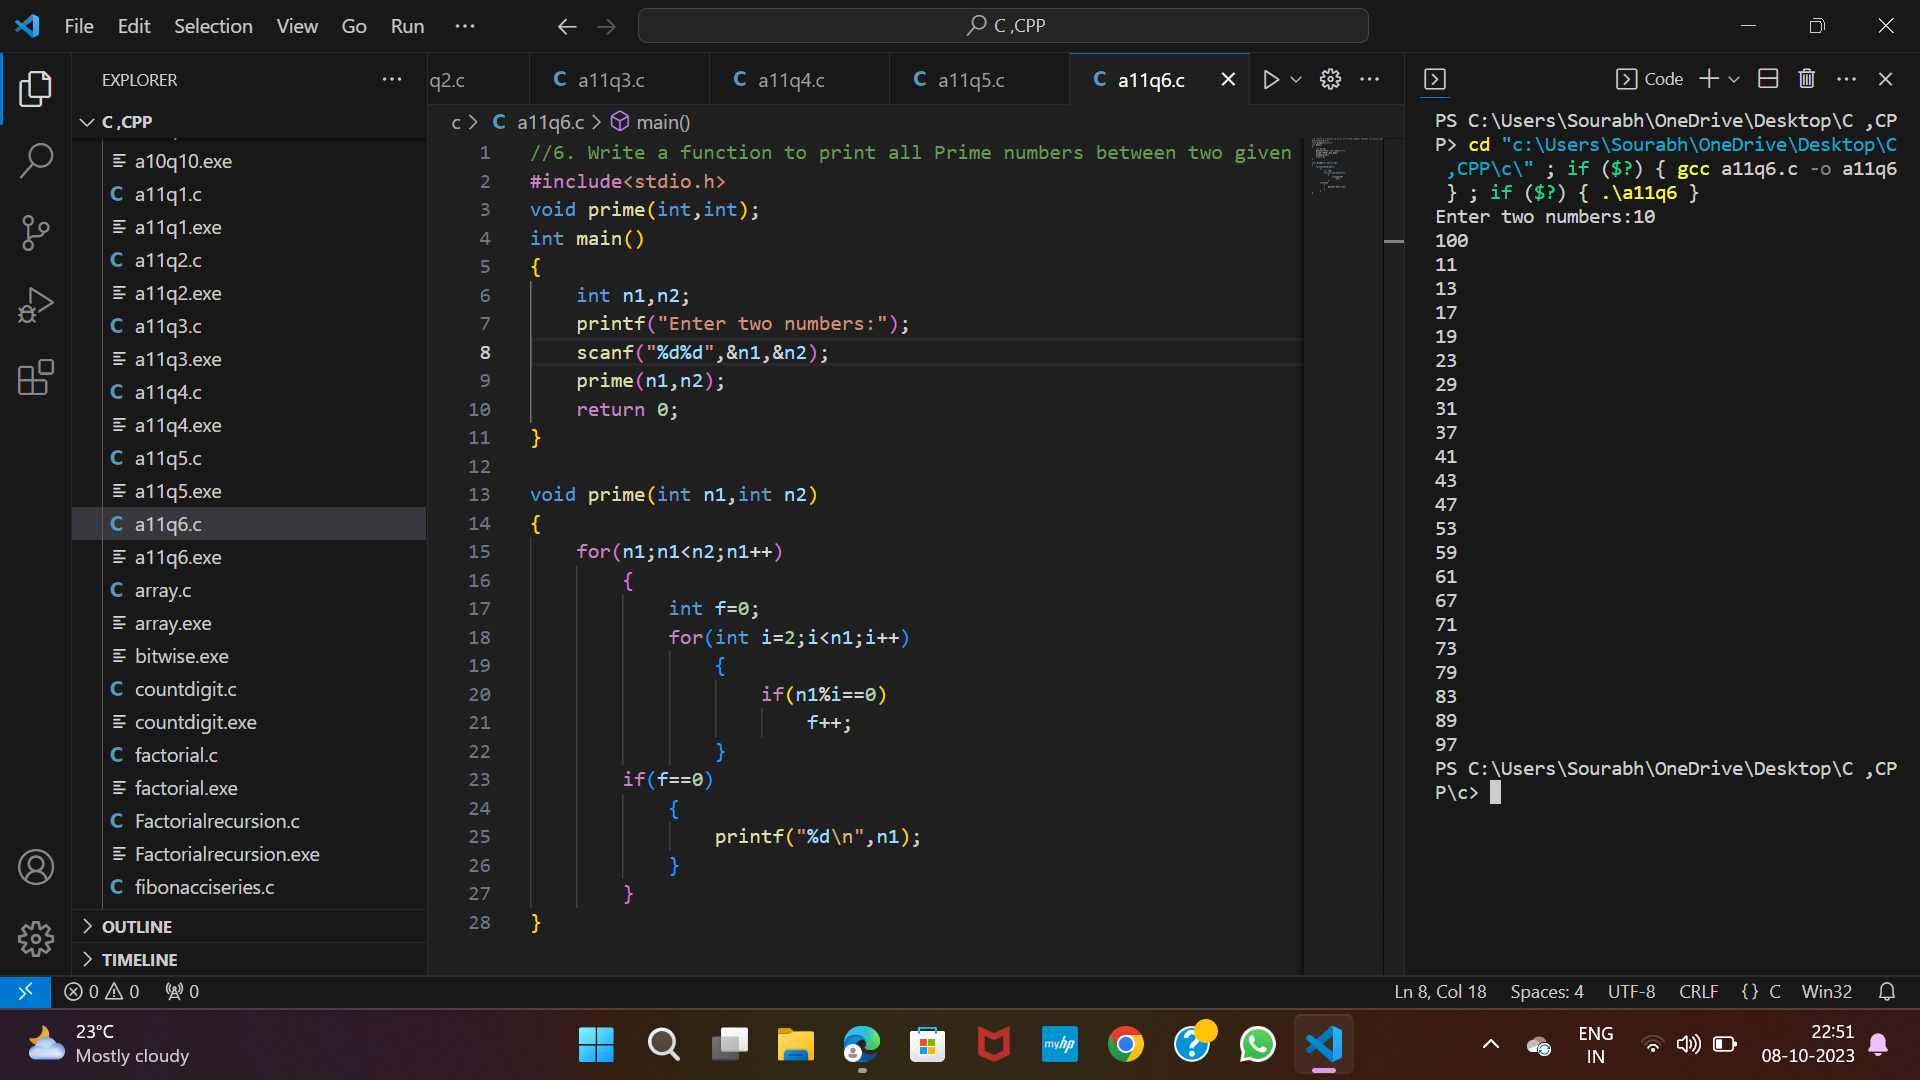 File Edit Selection View Go Run ···
C ,CPP
EXPLORER
C ,CPP
a10q10.exe
a11q1.c
a11q1.exe
a11q2.c
a11q2.exe
a11q3.c
a11q3.exe
a11q4.c
a11q4.exe
a11q5.c
a11q5.exe
a11q6.c
a11q6.exe
array.c
array.exe
bitwise.exe
countdigit.c
countdigit.exe
factorial.c
factorial.exe
Factorialrecursion.c
Factorialrecursion.exe
fibonacciseries.c
OUTLINE
TIMELINE
q2.c C a11q3.c C a11q4.c C a11q5.c C a11q6.c
c > C a11q6.c > main()
1 //6. Write a function to print all Prime numbers between two given
2 #include<stdio.h>
3 void prime(int,int);
4 int main()
5 {
6 int n1,n2;
7 printf("Enter two numbers:");
8 scanf("%d%d",&n1,&n2);
9 prime(n1,n2);
10 return 0;
11 }
12
13 void prime(int n1,int n2)
14 {
15 for(n1;n1<n2;n1++)
16 {
17 int f=0;
18 for(int i=2;i<n1;i++)
19 {
20 if(n1%i==0)
21 f++;
22 }
23 if(f==0)
24 {
25 printf("%d\n",n1);
26 }
27 }
28 }
Code
PS C:\Users\Sourabh\OneDrive\Desktop\C ,CP
P> cd "c:\Users\Sourabh\OneDrive\Desktop\C
,CPP\c\" ; if ($?) { gcc a11q6.c -o a11q6
} ; if ($?) { .\a11q6 }
Enter two numbers:10
100
11
13
17
19
23
29
31
37
41
43
47
53
59
61
67
71
73
79
83
89
97
PS C:\Users\Sourabh\OneDrive\Desktop\C ,CP
P\c>
0 0 0
Ln 8, Col 18 Spaces: 4 UTF-8 CRLF {} C Win32
23°C
Mostly cloudy
myhp
ENG
IN
22:51
08-10-2023